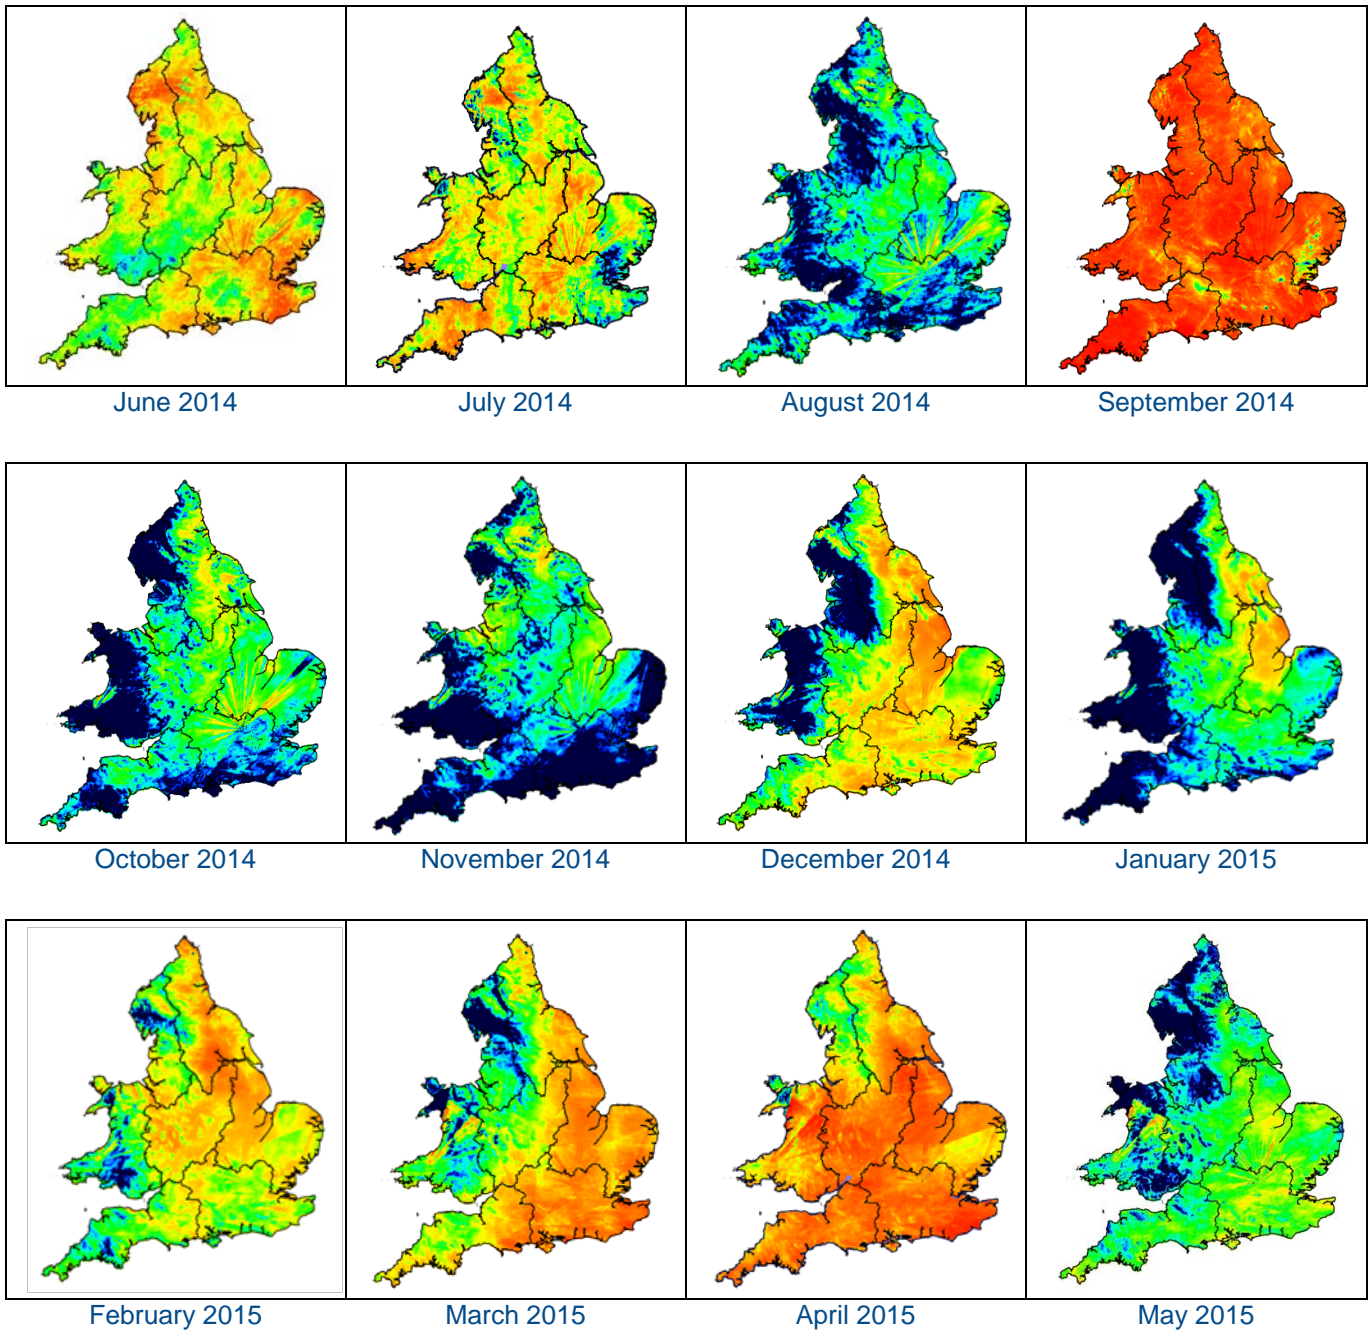 June 2014
July 2014
August 2014
September 2014
October 2014
November 2014
December 2014
January 2015
February 2015
March 2015
April 2015
May 2015